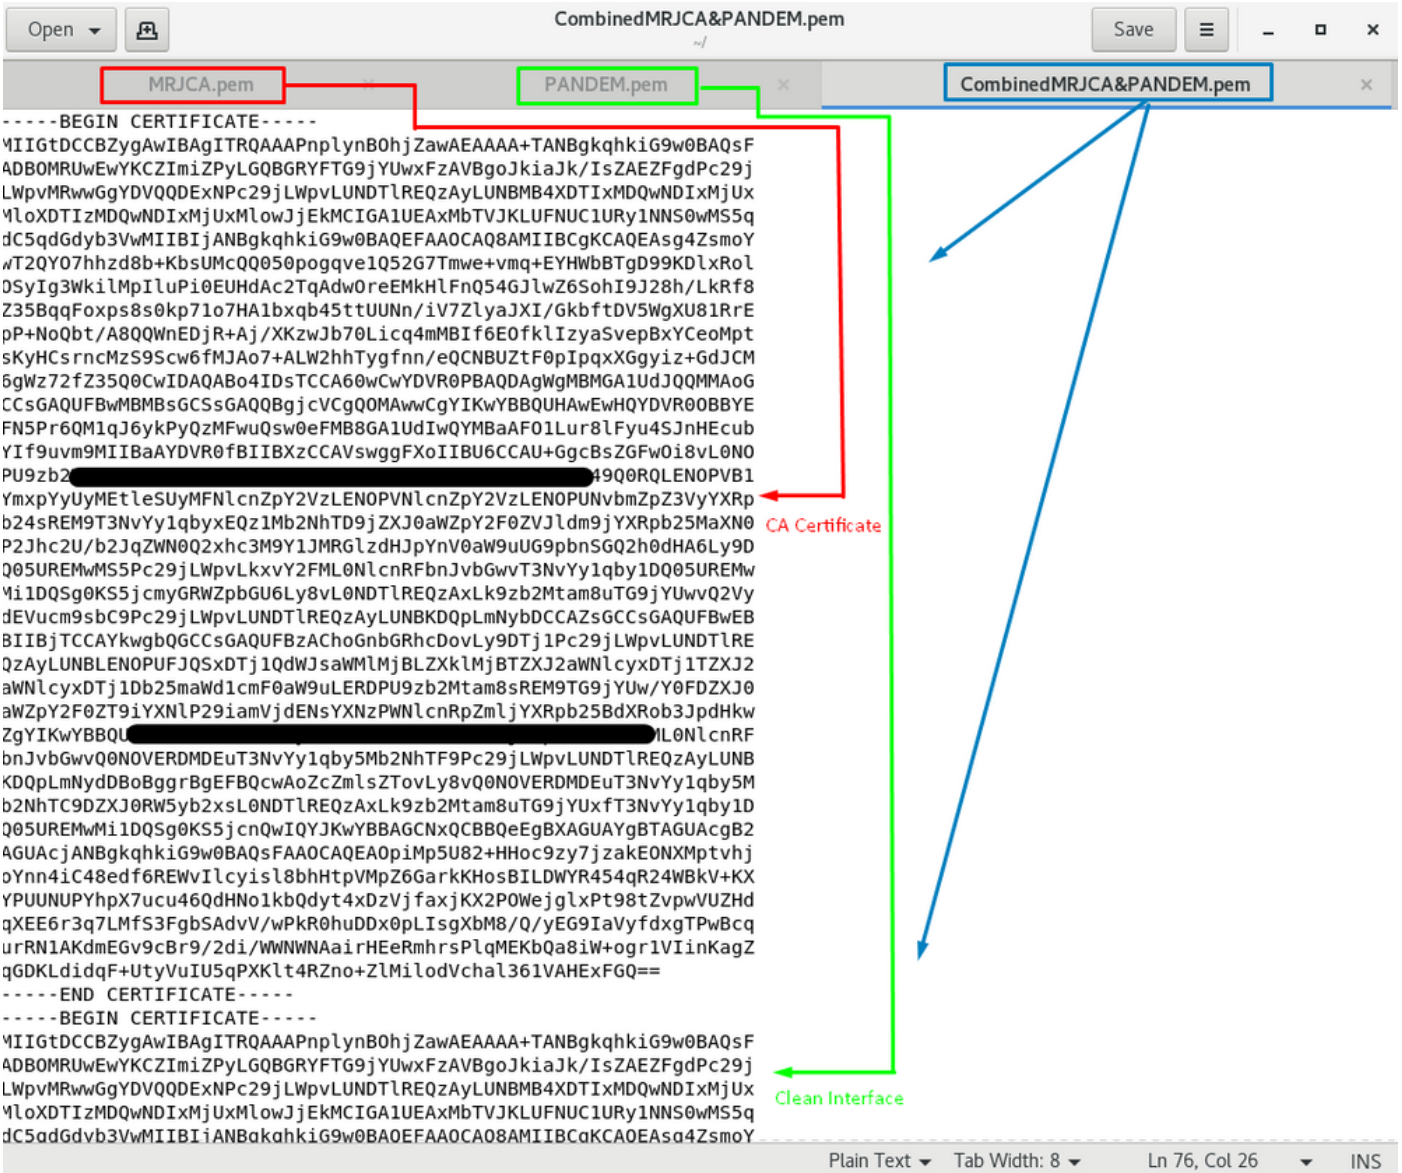 Open
CombinedMRJCA&PANDEM.pem
~/
Save
MRJCA.pem
PANDEM.pem
CombinedMRJCA&PANDEM.pem
-----BEGIN CERTIFICATE-----
MIIGtDCCBZygAwIBAgITRQAAAPnplynBOhjZawAEAAAA+TANBgkqhkiG9w0BAQsF
ADBOMRUwEwYKCZImiZPyLGQBGRYFTG9jYUwxFzAVBgoJkiaJk/IsZAEZFgdPc29j
LWpvMRwwGgYDVQQDExNPc29jLWpvLUNDTlREQzAyLUNBMB4XDTIxMDQwNDIxMjUx
MloXDTIzMDQwNDIxMjUxMlowJjEkMCIGA1UEAxMbTVJKLUFNUC1URy1NNS0wMS5q
dC5qdGdyb3VwMIIBIjANBgkqhkiG9w0BAQEFAAOCAQ8AMIIBCgKCAQEAsg4ZsmoY
wT2QYO7hhzd8b+KbsUMcQQ050pogqve1Q52G7Tmwe+vmq+EYHWbBTgD99KDlxRol
OSyIg3WkilMpIluPi0EUHdAc2TqAdwOreEMkHlFnQ54GJlwZ6SohI9J28h/LkRf8
Z35BqqFoxps8s0kp71o7HA1bxqb45ttUUNn/iV7ZlyaJXI/GkbftDV5WgXU81RrE
pP+NoQbt/A8QQWnEDjR+Aj/XKzwJb70Licq4mMBIf6EOfklIzyaSvepBxYCeoMpt
sKyHCsrncMzS9Scw6fMJAo7+ALW2hhTygfnn/eQCNBUZtF0pIpqxXGgyiz+GdJCM
6gWz72fZ35Q0CwIDAQABo4IDsTCCA60wCwYDVR0PBAQDAgWgMBMGA1UdJQQMMAoG
CCsGAQUFBwMBMBsGCSsGAQQBgjcVCgQOMAwwCgYIKwYBBQUHAwEwHQYDVR0OBBYE
FN5Pr6QM1qJ6ykPyQzMFwuQsw0eFMB8GA1UdIwQYMBaAFO1Lur8lFyu4SJnHEcub
YIf9uvm9MIIBaAYDVR0fBIIBXzCCAVswggFXoIIBU6CCAU+GgcBsZGFwOi8vL0NO
PU9zb2 49Q0RQLENOPVB1
YmxpYyUyMEtleSUyMFNlcnZpY2VzLENOPVNlcnZpY2VzLENOPUNvbmZpZ3VyYXRp
b24sREM9T3NvYy1qbyxEQz1Mb2NhTD9jZXJ0aWZpY2F0ZVJldm9jYXRpb25MaXN0
P2Jhc2U/b2JqZWN0Q2xhc3M9Y1JMRGlzdHJpYnV0aW9uUG9pbnSGQ2h0dHA6Ly9D
Q05UREMwMS5Pc29jLWpvLkxvY2FML0NlcnRFbnJvbGwvT3NvYy1qby1DQ05UREMw
Mi1DQSg0KS5jcmyGRWZpbGU6Ly8vL0NDTlREQzAxLk9zb2Mtam8uTG9jYUwvQ2Vy
dEVucm9sbC9Pc29jLWpvLUNDTlREQzAyLUNBKDQpLmNybDCCAZsGCCsGAQUFBwEB
BIIBjTCCAYkwgbQGCCsGAQUFBzAChoGnbGRhcDovLy9DTj1Pc29jLWpvLUNDTlRE
QzAyLUNBLENOPUFJQSxDTj1QdWJsaWMlMjBLZXklMjBTZXJ2aWNlcyxDTj1TZXJ2
aWNlcyxDTj1Db25maWd1cmF0aW9uLERDPU9zb2Mtam8sREM9TG9jYUw/Y0FDZXJ0
aWZpY2F0ZT9iYXNlP29iamVjdENsYXNzPWNlcnRpZmljYXRpb25BdXRob3JpdHkw
ZgYIKwYBBQU ML0NlcnRF
bnJvbGwvQ0NOVERDMDEuT3NvYy1qby5Mb2NhTF9Pc29jLWpvLUNDTlREQzAyLUNB
KDQpLmNydDBoBggrBgEFBQcwAoZcZmlsZTovLy8vQ0NOVERDMDEuT3NvYy1qby5M
b2NhTC9DZXJ0RW5yb2xsL0NDTlREQzAxLk9zb2Mtam8uTG9jYUxfT3NvYy1qby1D
Q05UREMwMi1DQSg0KS5jcnQwIQYJKwYBBAGCNxQCBBQeEgBXAGUAYgBTAGUAcgB2
AGUAcjANBgkqhkiG9w0BAQsFAAOCAQEAOpiMp5U82+HHoc9zy7jzakEONXMptvhj
oYnn4iC48edf6REWvIlcyisl8bhHtpVMpZ6GarkKHosBILDWYR454qR24WBkV+KX
YPUUNUPYhpX7ucu46QdHNo1kbQdyt4xDzVjfaxjKX2POWejglxPt98tZvpwVUZHd
qXEE6r3q7LMfS3FgbSAdvV/wPkR0huDDx0pLIsgXbM8/Q/yEG9IaVyfdxgTPwBcq
urRN1AKdmEGv9cBr9/2di/WWNWNAairHEeRmhrsPlqMEKbQa8iW+ogr1VIinKagZ
qGDKLdidqF+UtyVuIU5qPXKlt4RZno+ZlMilodVchal361VAHExFGQ==
-----END CERTIFICATE-----
-----BEGIN CERTIFICATE-----
MIIGtDCCBZygAwIBAgITRQAAAPnplynBOhjZawAEAAAA+TANBgkqhkiG9w0BAQsF
ADBOMRUwEwYKCZImiZPyLGQBGRYFTG9jYUwxFzAVBgoJkiaJk/IsZAEZFgdPc29j
LWpvMRwwGgYDVQQDExNPc29jLWpvLUNDTlREQzAyLUNBMB4XDTIxMDQwNDIxMjUx
MloXDTIzMDQwNDIxMjUxMlowJjEkMCIGA1UEAxMbTVJKLUFNUC1URy1NNS0wMS5q
dC5qdGdyb3VwMIIBIjANBgkqhkiG9w0BAQEFAAOCAQ8AMIIBCgKCAQEAsg4ZsmoY
CA Certificate
Clean Interface
Plain Text
Tab Width: 8
Ln 76, Col 26
INS